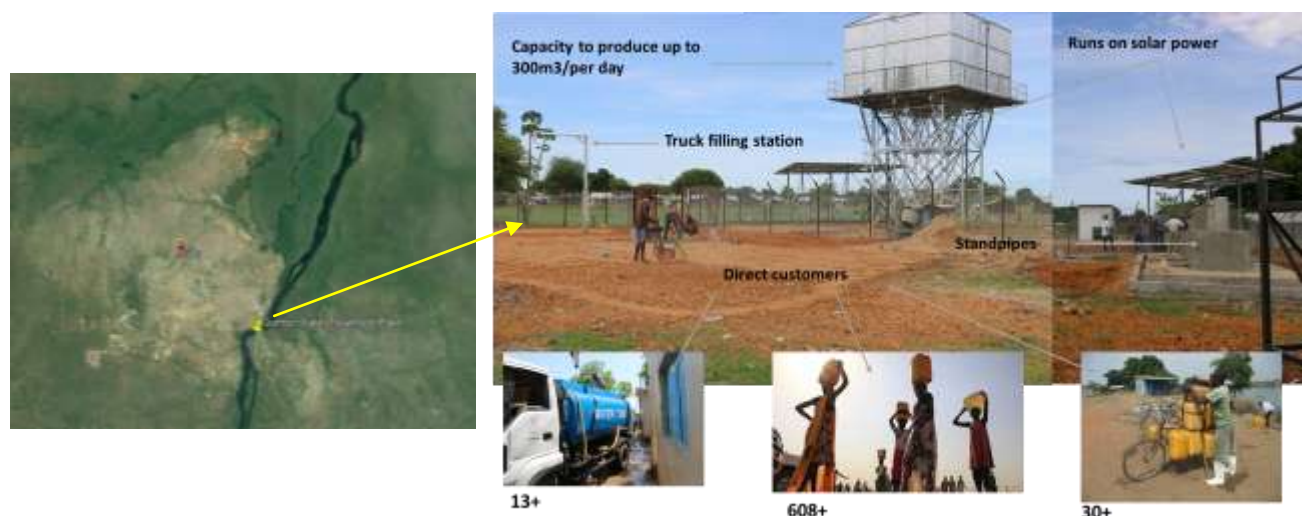 Capacity to produce up to
300m3/per day
Runs on solar power
Truck filling station
Standpipes
Direct customers
13+
608+
30+